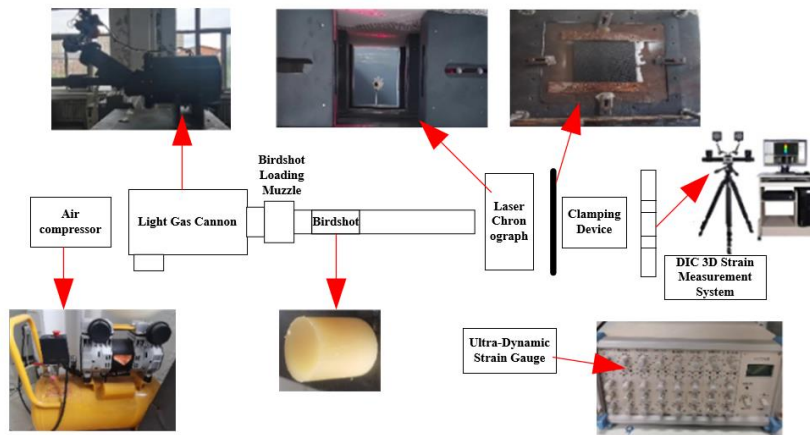 Birdshot
Loading
Muzzle
Air
compressor
Light Gas Cannon
Birdshot
Laser
Chron
ograph
Clamping
Device
DIC 3D Strain
Measurement
System
Ultra-Dynamic
Strain Gauge